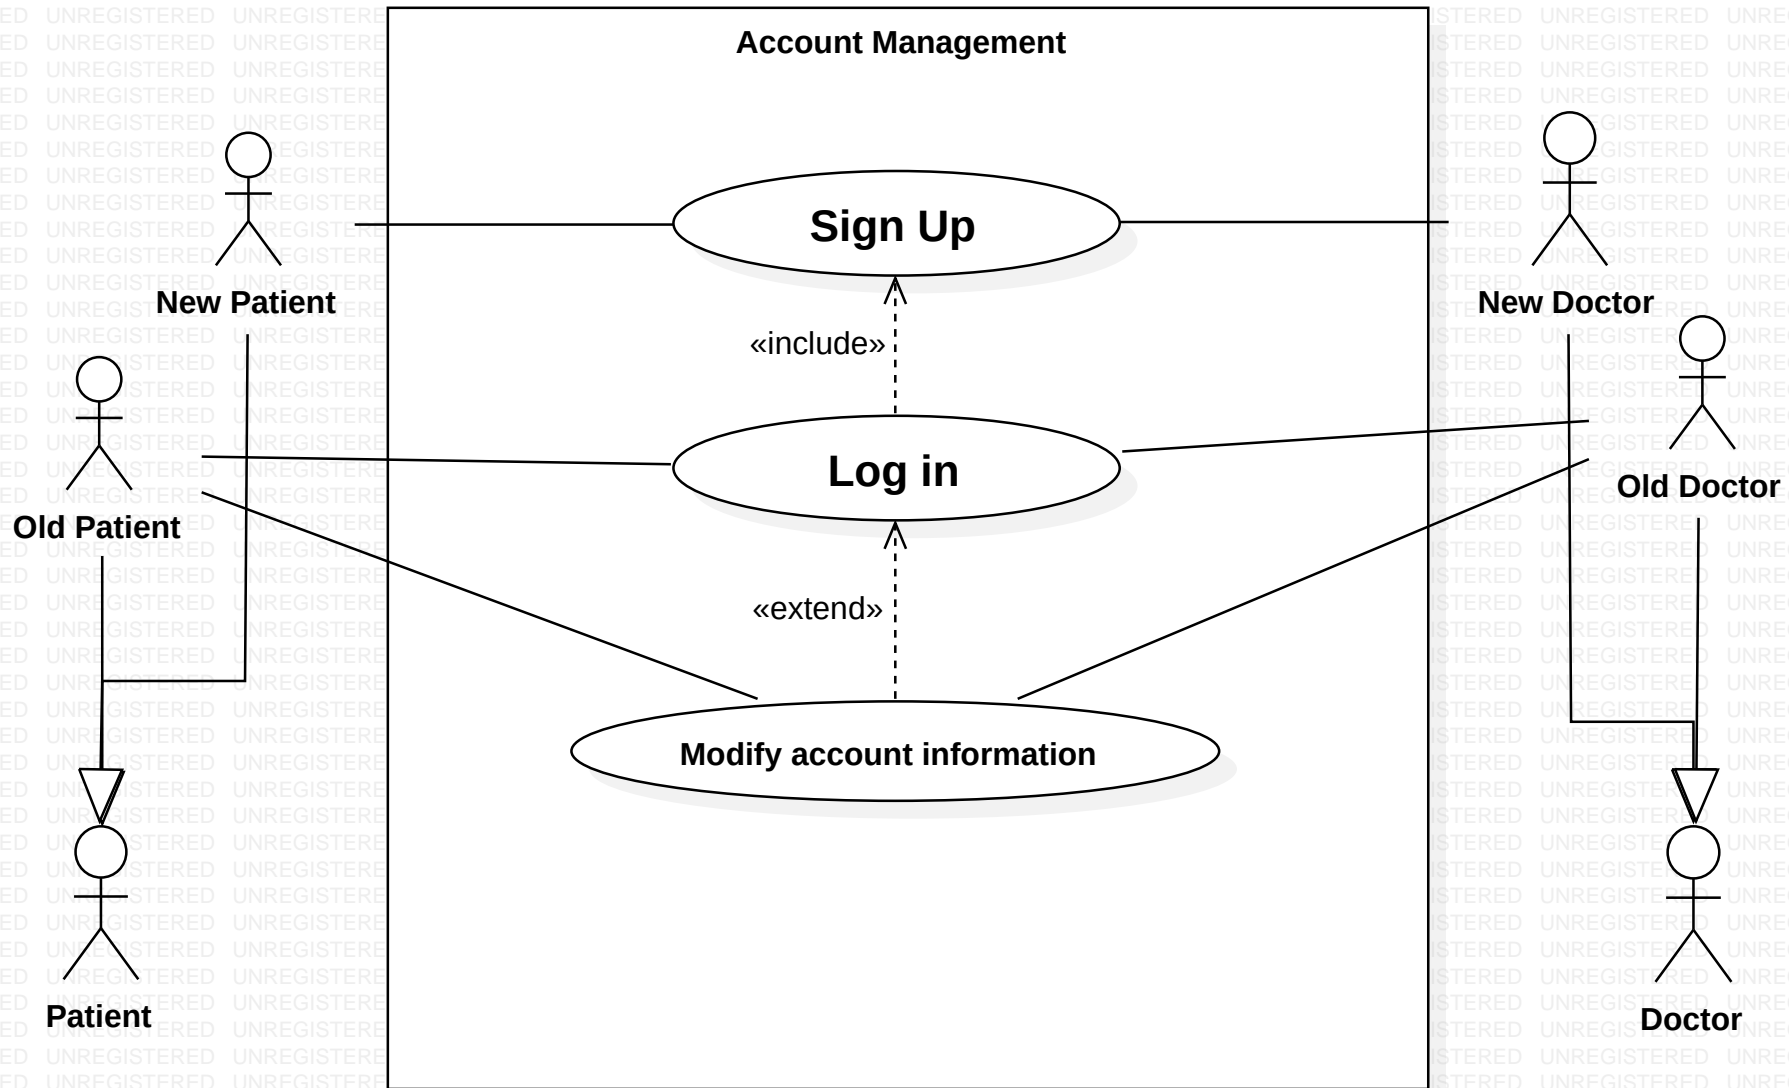 Account Management
Sign Up
New Patient
New Doctor
«include»
Log in
Old Doctor
Old Patient
«extend»
Modify account information
Patient
Doctor
UNREGISTERED